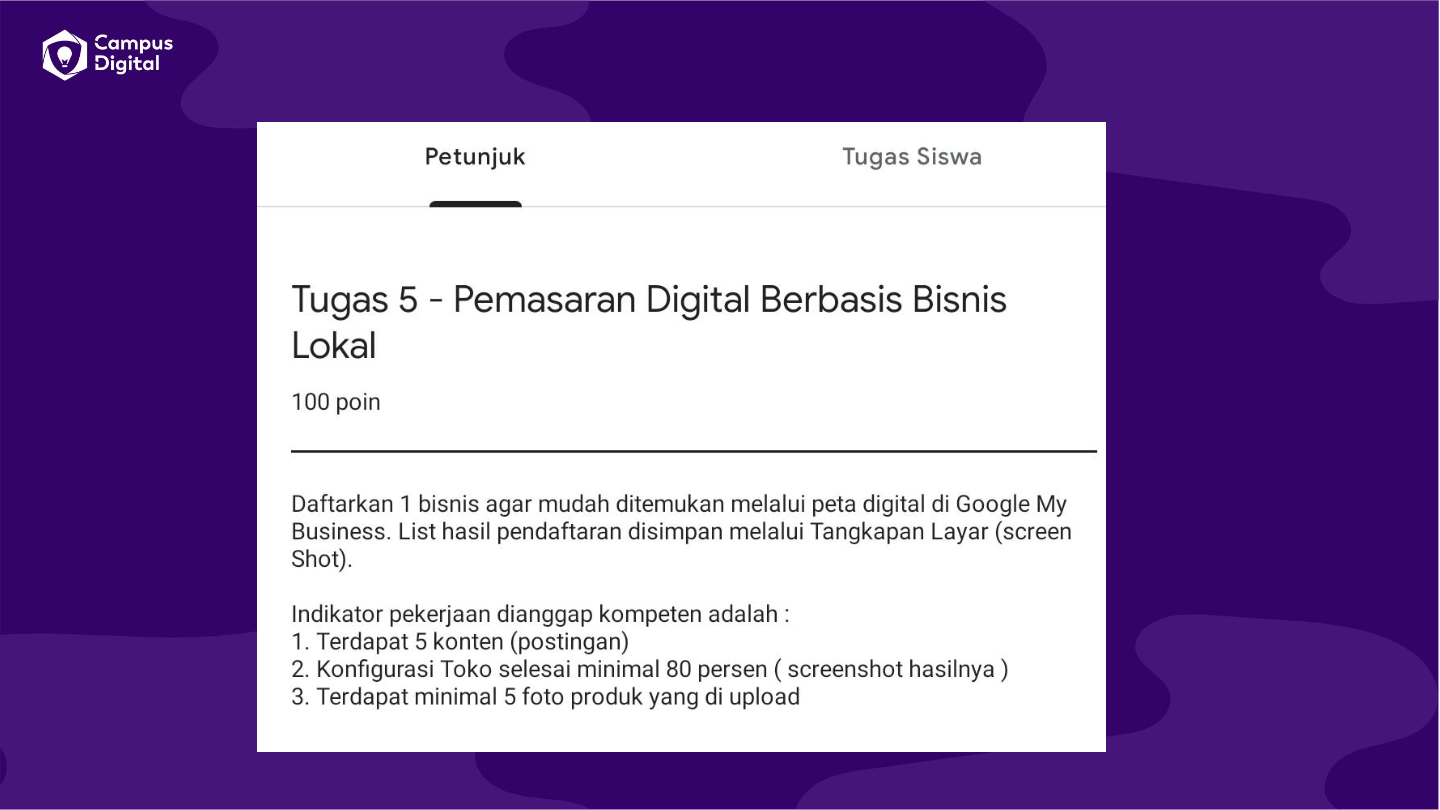 Campus
Digital
Petunjuk
Tugas Siswa
Tugas 5 - Pemasaran Digital Berbasis Bisnis
Lokal
100 poin
Daftarkan 1 bisnis agar mudah ditemukan melalui peta digital di Google My
Business. List hasil pendaftaran disimpan melalui Tangkapan Layar (screen
Shot).
Indikator pekerjaan dianggap kompeten adalah :
1. Terdapat 5 konten (postingan)
2. Konfigurasi Toko selesai minimal 80 persen ( screenshot hasilnya )
3. Terdapat minimal 5 foto produk yang di upload